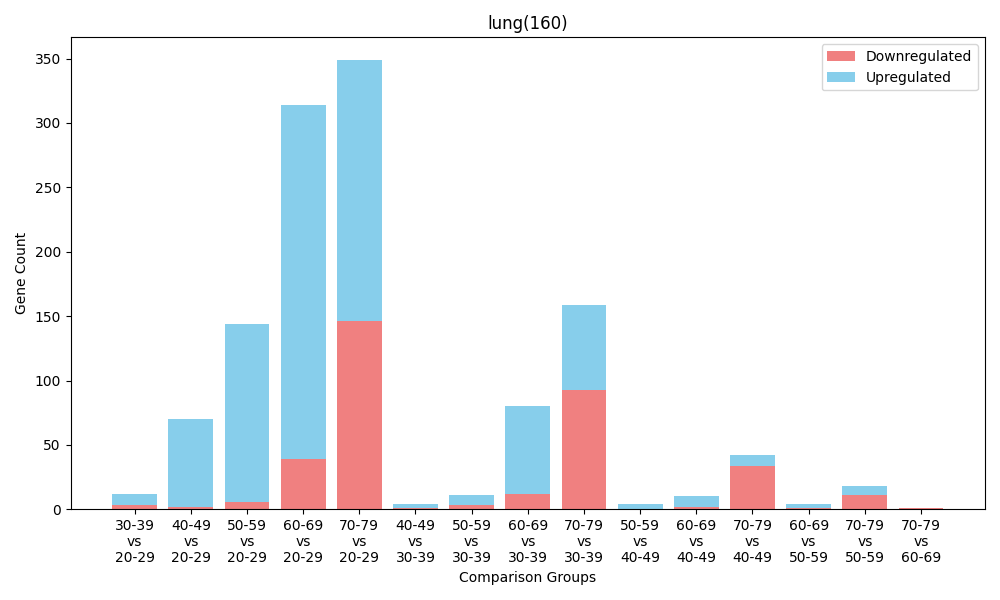 lung(160)
Downregulated
Upregulated
Gene Count
350
300
250
200
150
100
50
0
30-39 vs 20-29
40-49 vs 20-29
50-59 vs 20-29
60-69 vs 20-29
70-79 vs 20-29
40-49 vs 30-39
50-59 vs 30-39
60-69 vs 30-39
70-79 vs 30-39
50-59 vs 40-49
60-69 vs 40-49
70-79 vs 40-49
60-69 vs 50-59
70-79 vs 50-59
70-79 vs 60-69
Comparison Groups